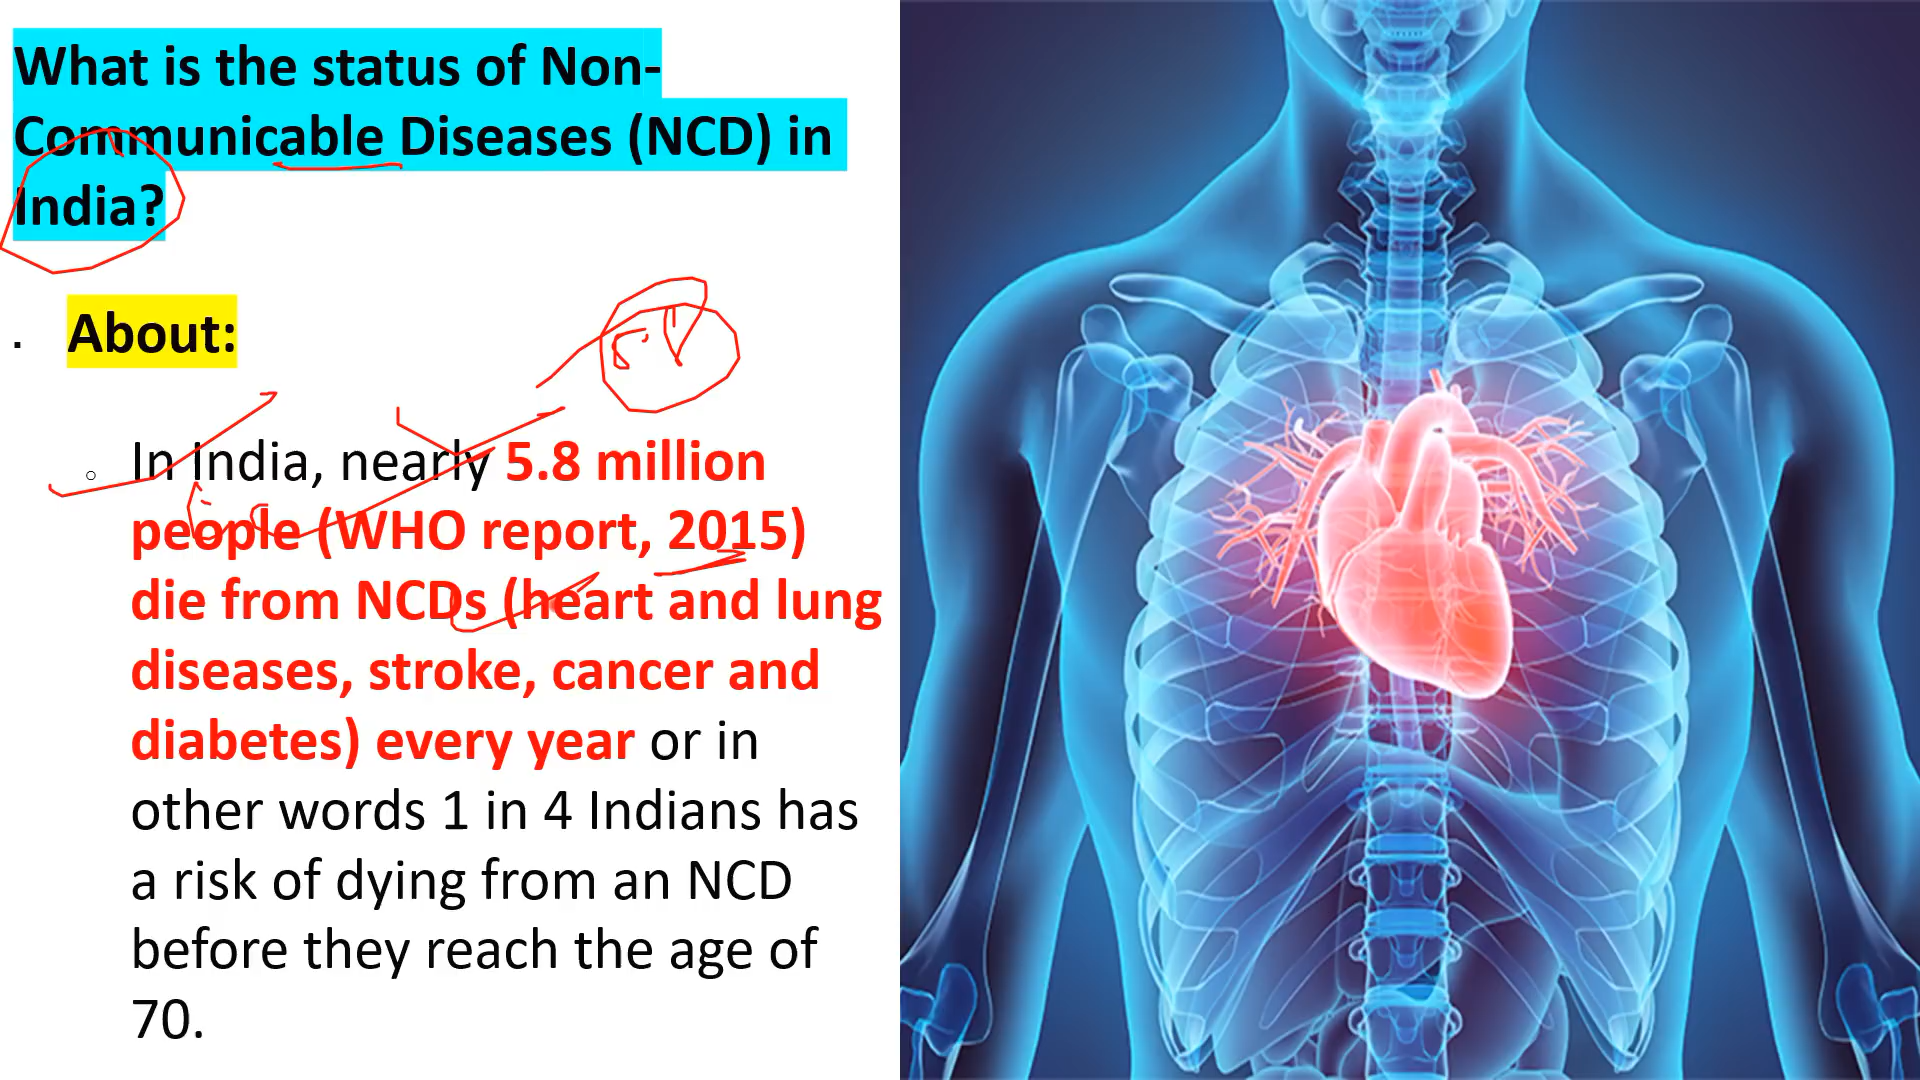 What is the status of Non-
Communicable Diseases (NCD) in
India?
About:
In India, nearly 5.8 million
people (WHO report, 2015)
die from NCDs (heart and lung
diseases, stroke, cancer and
diabetes) every year or in
other words 1 in 4 Indians has
a risk of dying from an NCD
before they reach the age of
70.